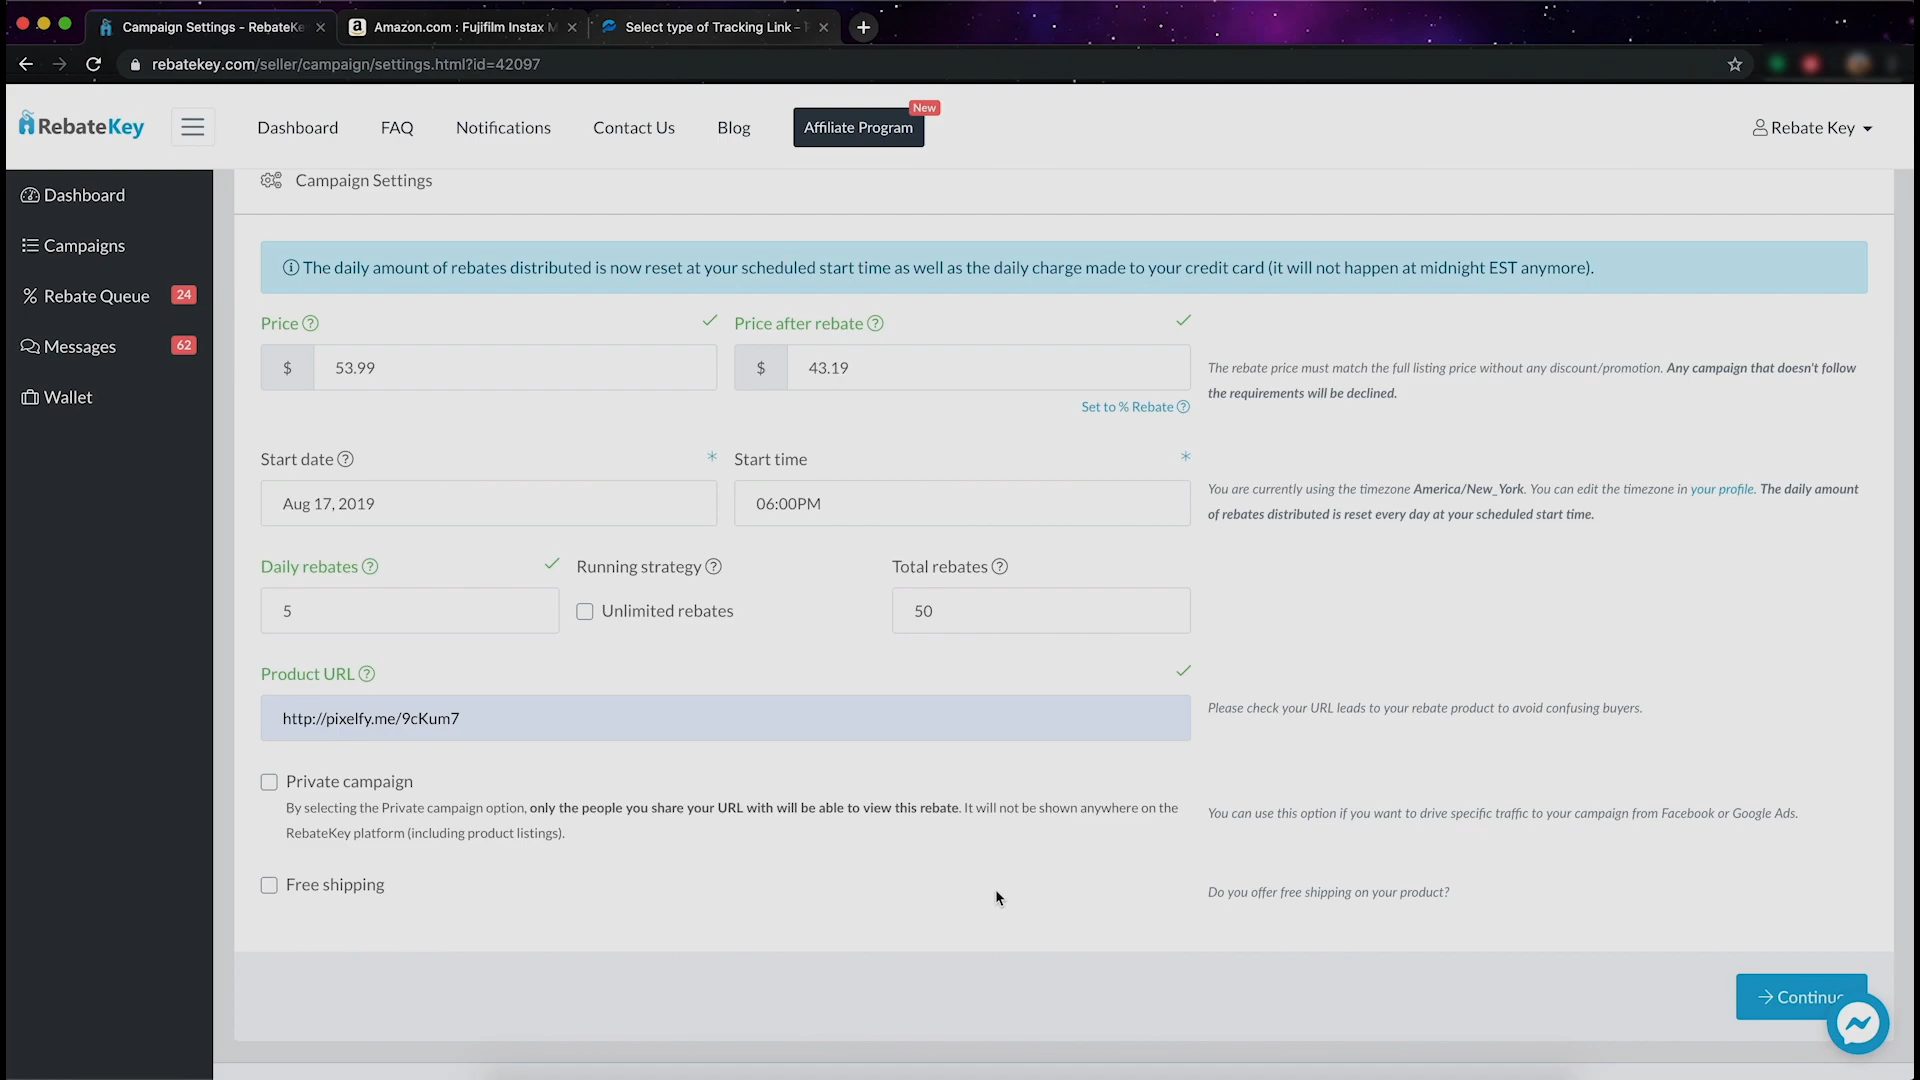 Campaign Settings - RebateKe
Amazon.com : Fujifilm Instax M
Select type of Tracking Link -
rebatekey.com/seller/campaign/settings.html?id=42097
RebateKey
Dashboard
FAQ
Notifications
Contact Us
Blog
Affiliate Program
New
Rebate Key
Dashboard
Campaigns
Rebate Queue 24
Messages 62
Wallet
Campaign Settings
The daily amount of rebates distributed is now reset at your scheduled start time as well as the daily charge made to your credit card (it will not happen at midnight EST anymore).
Price
Price after rebate
$ 53.99
$ 43.19
The rebate price must match the full listing price without any discount/promotion. Any campaign that doesn't follow
the requirements will be declined.
Set to % Rebate
Start date *
Start time *
Aug 17, 2019
06:00PM
You are currently using the timezone America/New_York. You can edit the timezone in your profile. The daily amount
of rebates distributed is reset every day at your scheduled start time.
Daily rebates
Running strategy
Total rebates
5
Unlimited rebates
50
Product URL
http://pixelfy.me/9cKum7
Please check your URL leads to your rebate product to avoid confusing buyers.
Private campaign
By selecting the Private campaign option, only the people you share your URL with will be able to view this rebate. It will not be shown anywhere on the
RebateKey platform (including product listings).
You can use this option if you want to drive specific traffic to your campaign from Facebook or Google Ads.
Free shipping
Do you offer free shipping on your product?
Continue